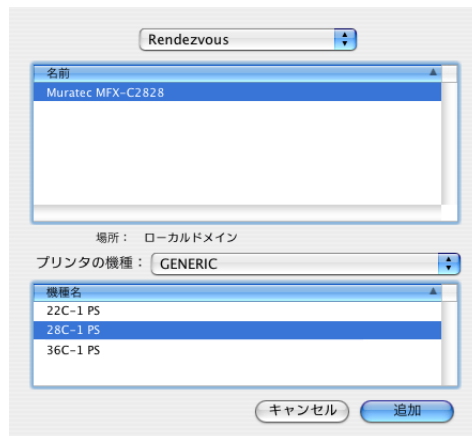 Rendezvous
名前
Muratec MFX-C2828
場所： ローカルドメイン
プリンタの機種： GENERIC
機種名
22C-1 PS
28C-1 PS
36C-1 PS
キャンセル 追加